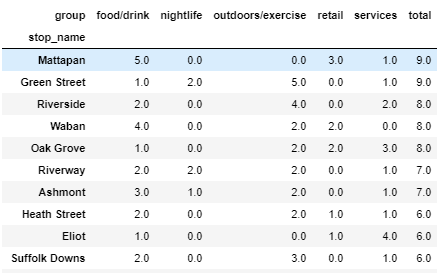 group food/drink nightlife outdoors/exercise retail services total
stop_name
Mattapan 5.0 0.0 0.0 3.0 1.0 9.0
Green Street 1.0 2.0 5.0 0.0 1.0 9.0
Riverside 2.0 0.0 4.0 0.0 2.0 8.0
Waban 4.0 0.0 2.0 2.0 0.0 8.0
Oak Grove 1.0 0.0 2.0 2.0 3.0 8.0
Riverway 2.0 2.0 2.0 0.0 1.0 7.0
Ashmont 3.0 1.0 2.0 0.0 1.0 7.0
Heath Street 2.0 0.0 2.0 1.0 1.0 6.0
Eliot 1.0 0.0 0.0 1.0 4.0 6.0
Suffolk Downs 2.0 0.0 3.0 0.0 1.0 6.0